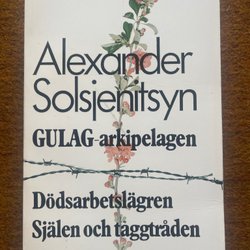 Alexander
Solsjenitsyn
GULAG-arkipelagen
Dödsarbetslägren
Själen och taggtråden